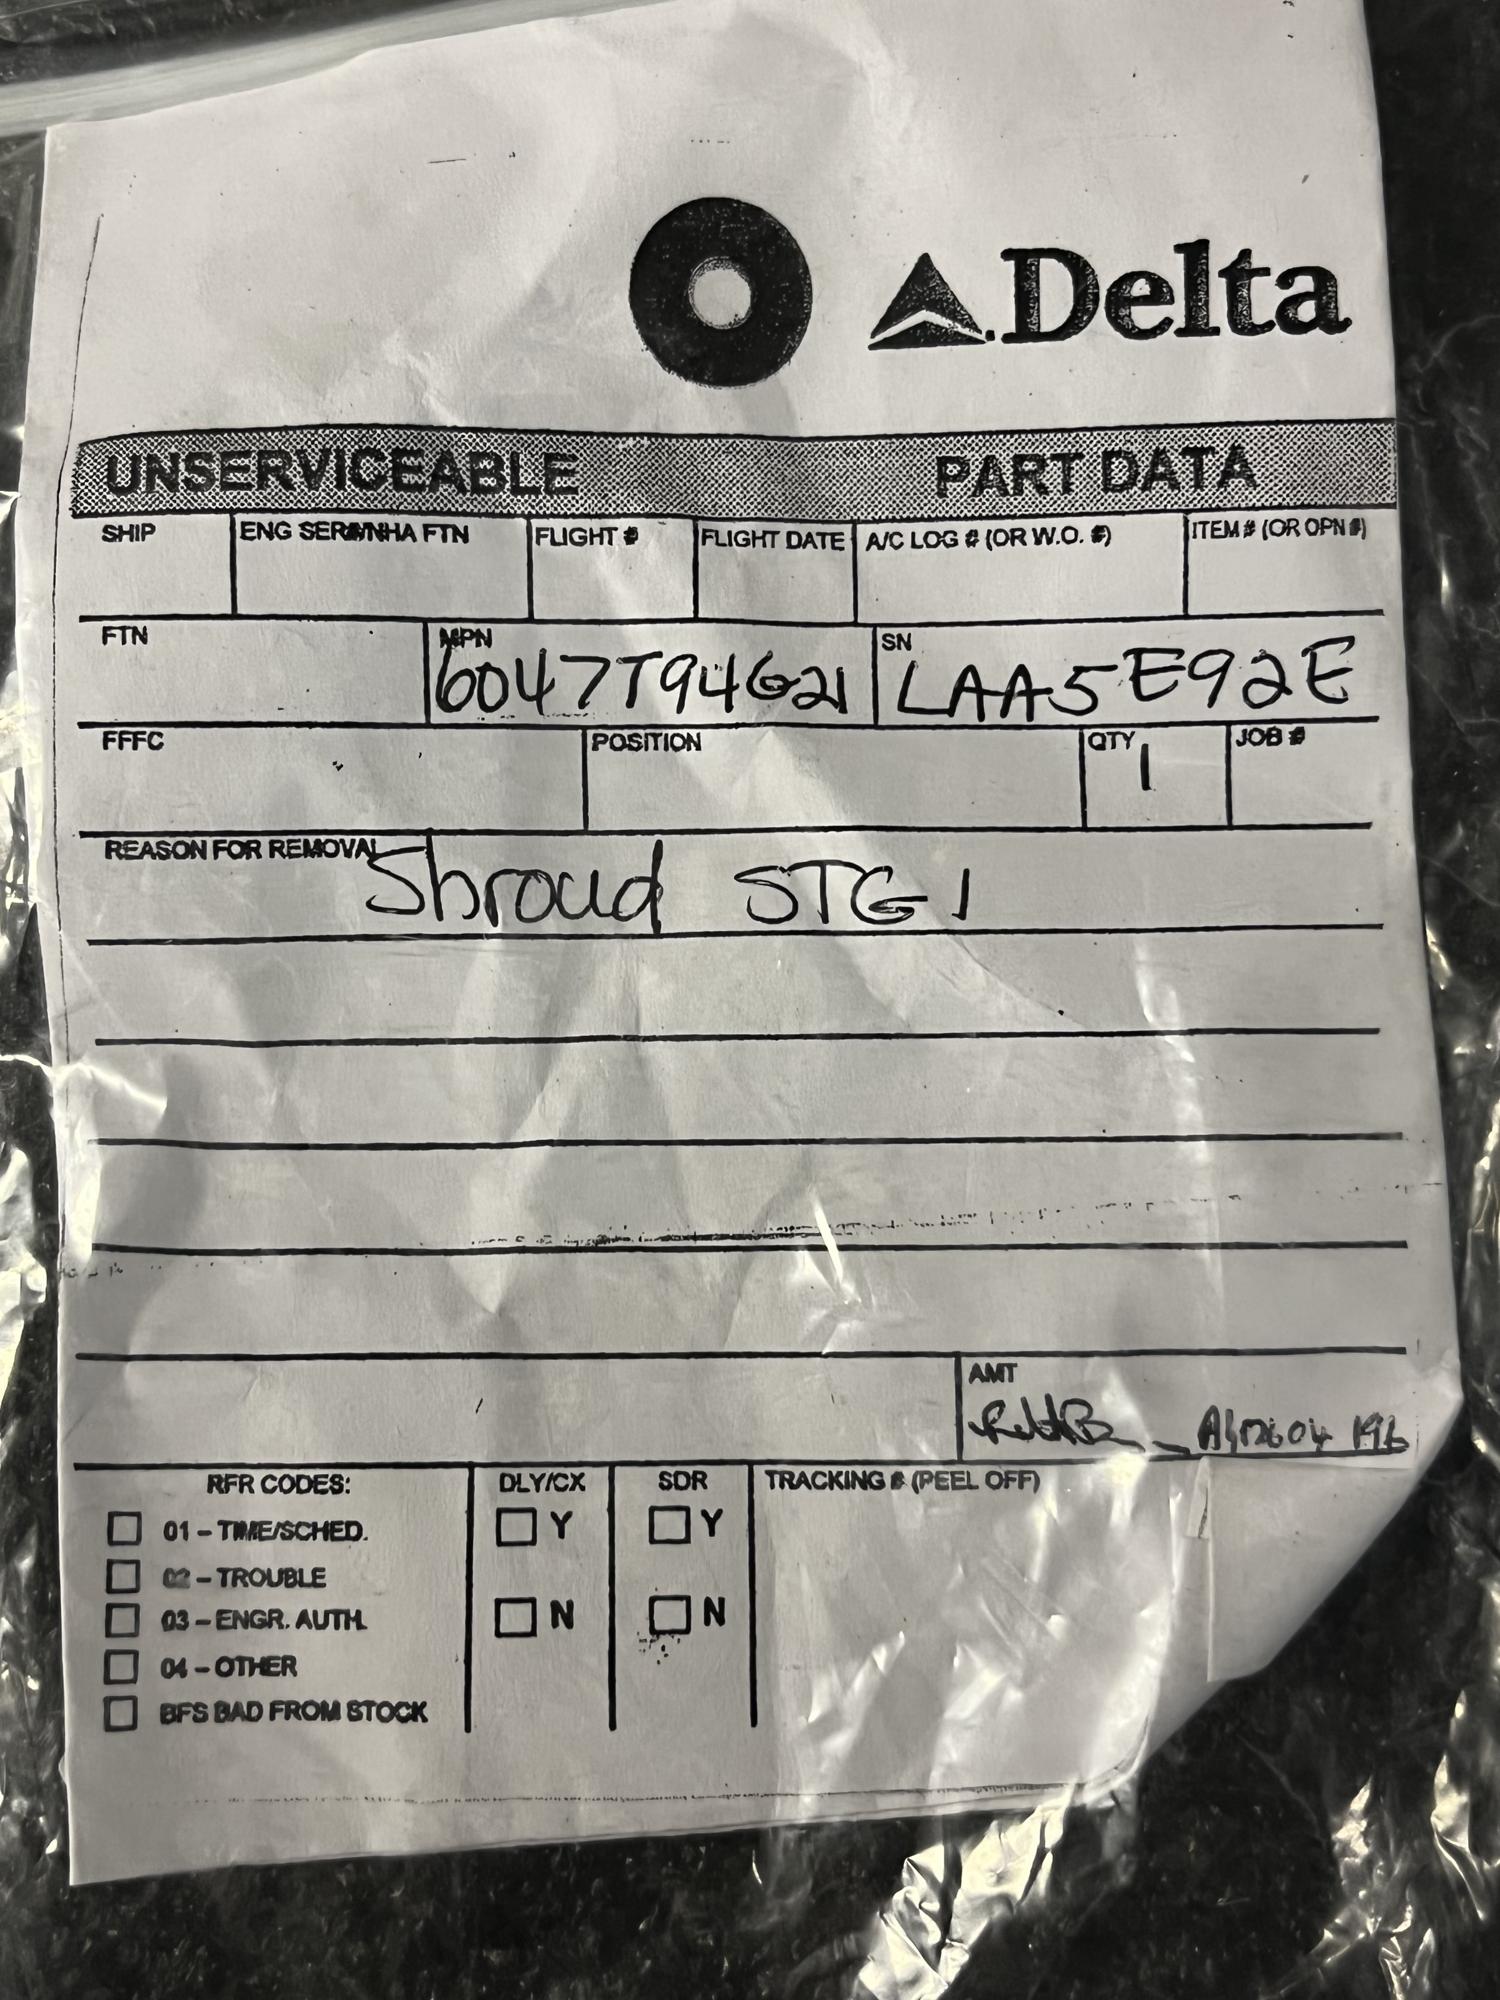 Delta
UNSERVICEABLE PART DATA
SHIP ENG SER#/NHA FTN FLIGHT # FLIGHT DATE A/C LOG # (OR W.O. #) ITEM # (OR OPN #)
FTN MPN SN
6047T94G21 LAA5E92E
FFFC POSITION QTY JOB #
1
REASON FOR REMOVAL
Shroud STG 1
AMT
RFR CODES: DLY/CX SDR TRACKING # (PEEL OFF)
01 – TIME/SCHED. Y Y
02 – TROUBLE
03 – ENGR. AUTH. N N
04 – OTHER
BFS BAD FROM STOCK